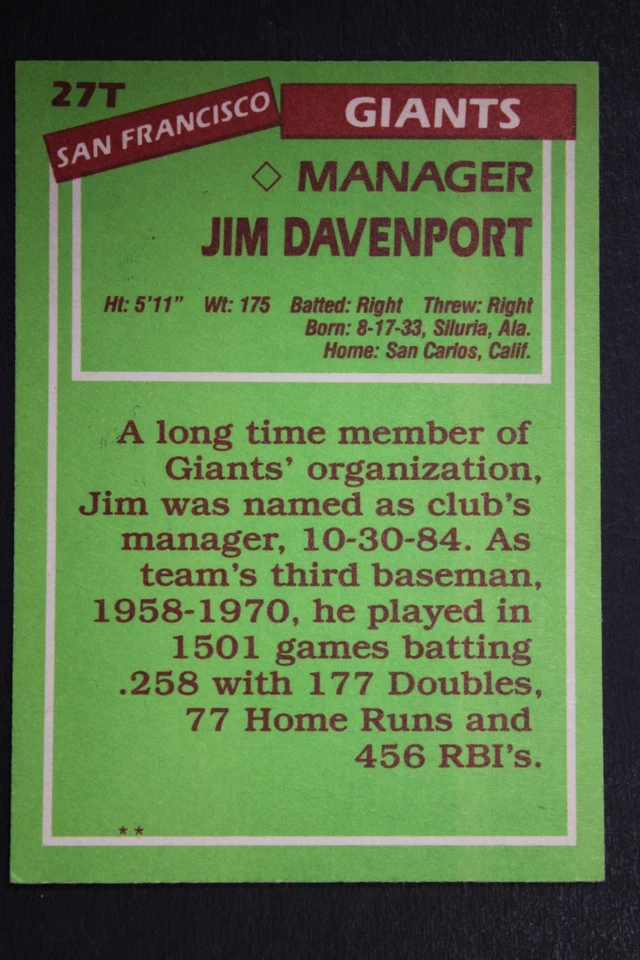 27T
SAN FRANCISCO GIANTS
◇ MANAGER
JIM DAVENPORT
Ht: 5'11" Wt: 175 Batted: Right Threw: Right
Born: 8-17-33, Siluria, Ala.
Home: San Carlos, Calif.
A long time member of
Giants' organization,
Jim was named as club's
manager, 10-30-84. As
team's third baseman,
1958-1970, he played in
1501 games batting
.258 with 177 Doubles,
77 Home Runs and
456 RBI's.
**